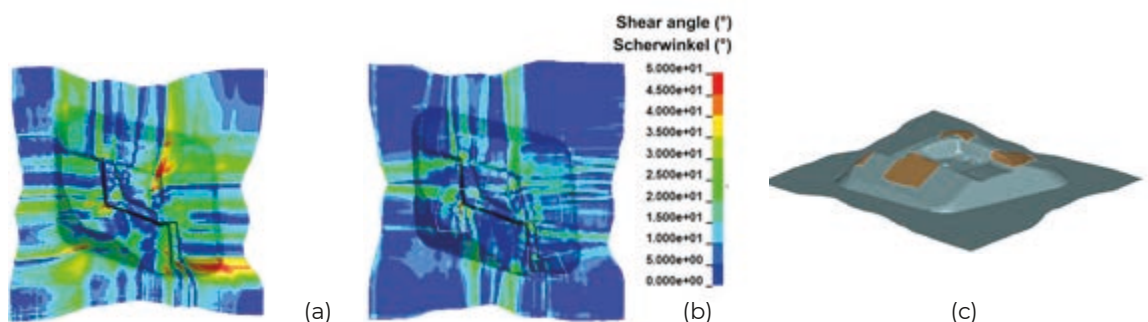 Shear angle (°)
Scherwinkel (°)
5.000e+01
4.500e+01
4.000e+01
3.500e+01
3.000e+01
2.500e+01
2.000e+01
1.500e+01
1.000e+01
5.000e+00
0.000e+00
(a)
(b)
(c)